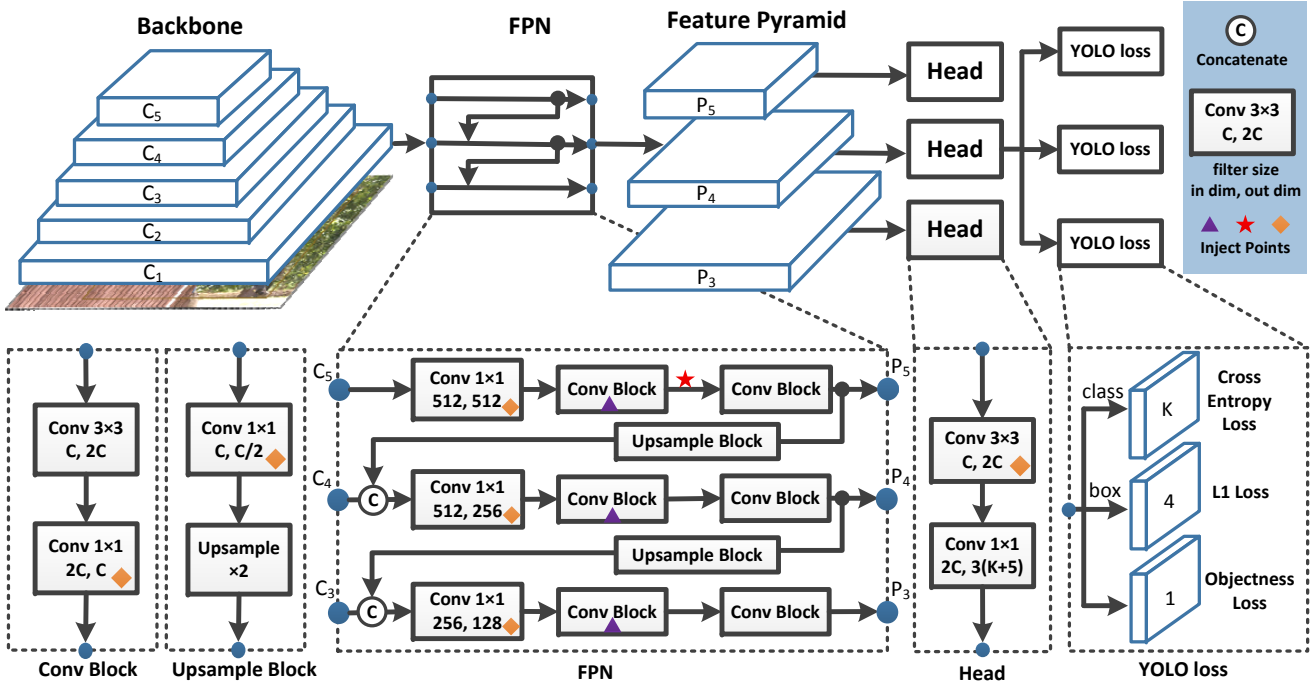 Backbone
FPN
Feature Pyramid
C5
C4
C3
C2
C1
P5
P4
P3
Head
Head
Head
YOLO loss
YOLO loss
YOLO loss
C
Concatenate
Conv 3×3
C, 2C
filter size
in dim, out dim
Inject Points
Conv 3×3
C, 2C
Conv 1×1
2C, C
Conv Block
Conv 1×1
C, C/2
Upsample
×2
Upsample Block
C5
Conv 1×1
512, 512
Conv Block
Conv Block
P5
Upsample Block
C4
C
Conv 1×1
512, 256
Conv Block
Conv Block
P4
Upsample Block
C3
C
Conv 1×1
256, 128
Conv Block
Conv Block
P3
FPN
Conv 3×3
C, 2C
Conv 1×1
2C, 3(K+5)
Head
class
K
Cross
Entropy
Loss
box
4
L1 Loss
1
Objectness
Loss
YOLO loss